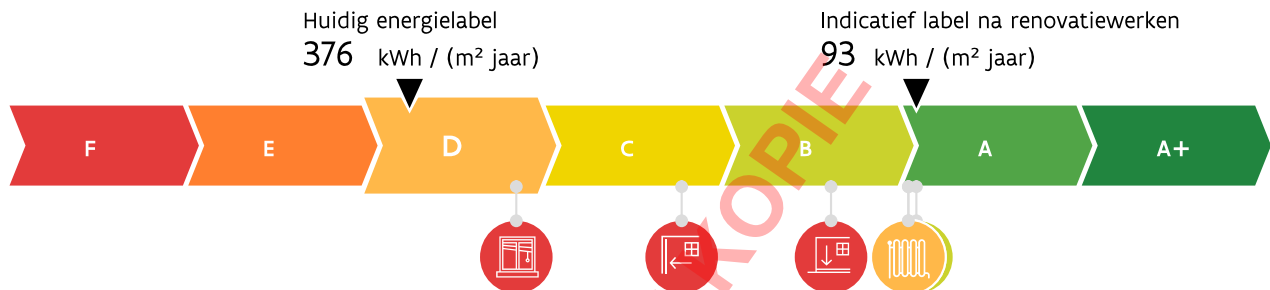 Huidig energielabel
376 kWh / (m² jaar)
Indicatief label na renovatiewerken
93 kWh / (m² jaar)
F E D C B A A+
KOPIE